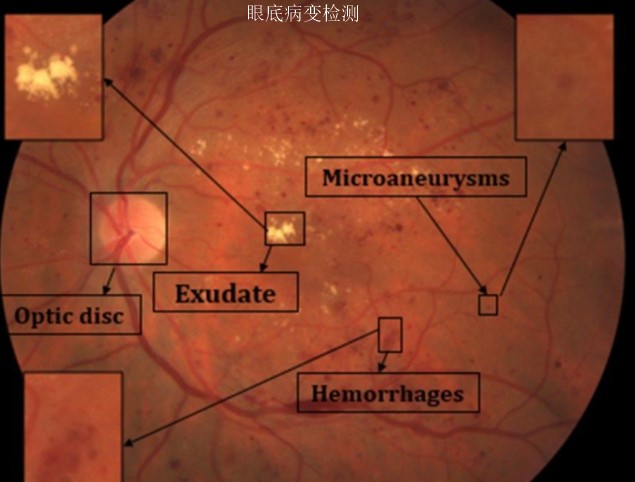 眼底病变检测
Microaneurysms
Exudate
Optic disc
Hemorrhages